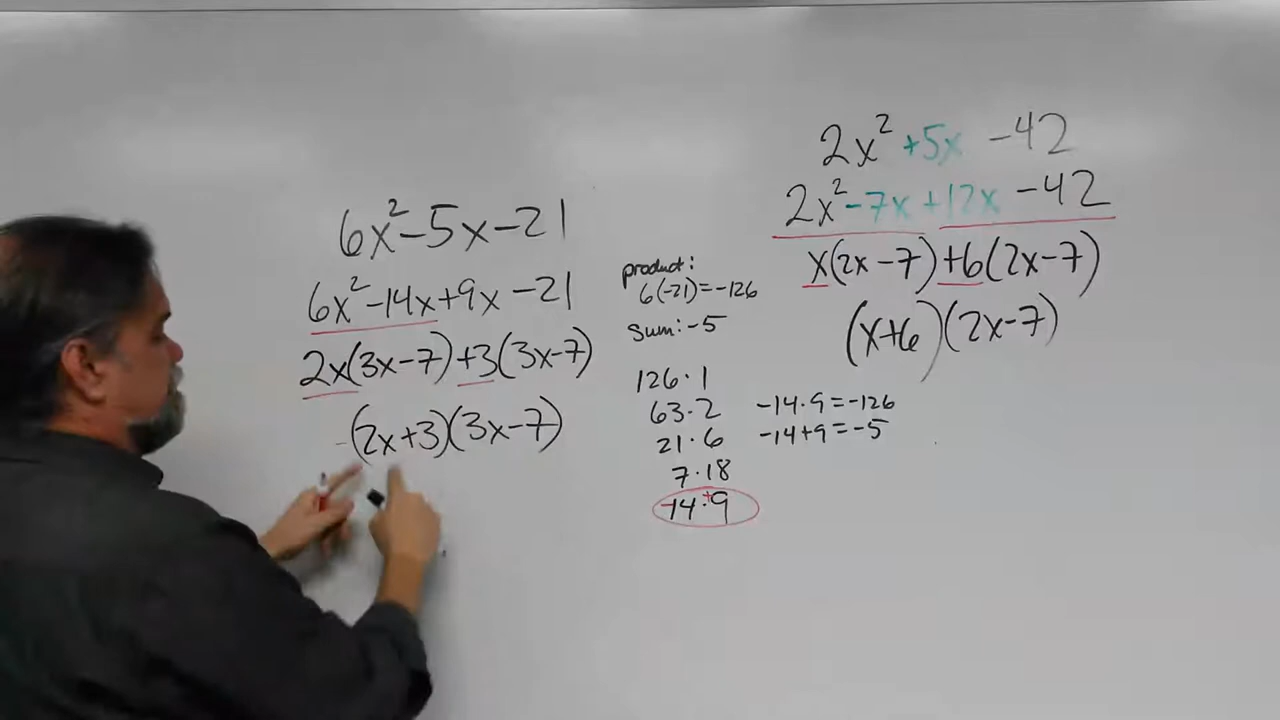 6x²-5x-21
6x²-14x+9x-21
2x(3x-7)+3(3x-7)
(2x+3)(3x-7)
product:
6(-21)=-126
sum:-5
126·1
63·2
21·6
7·18
-14·+9
-14·9=-126
-14+9=-5
2x²+5x-42
2x²-7x+12x-42
x(2x-7)+6(2x-7)
(x+6)(2x-7)